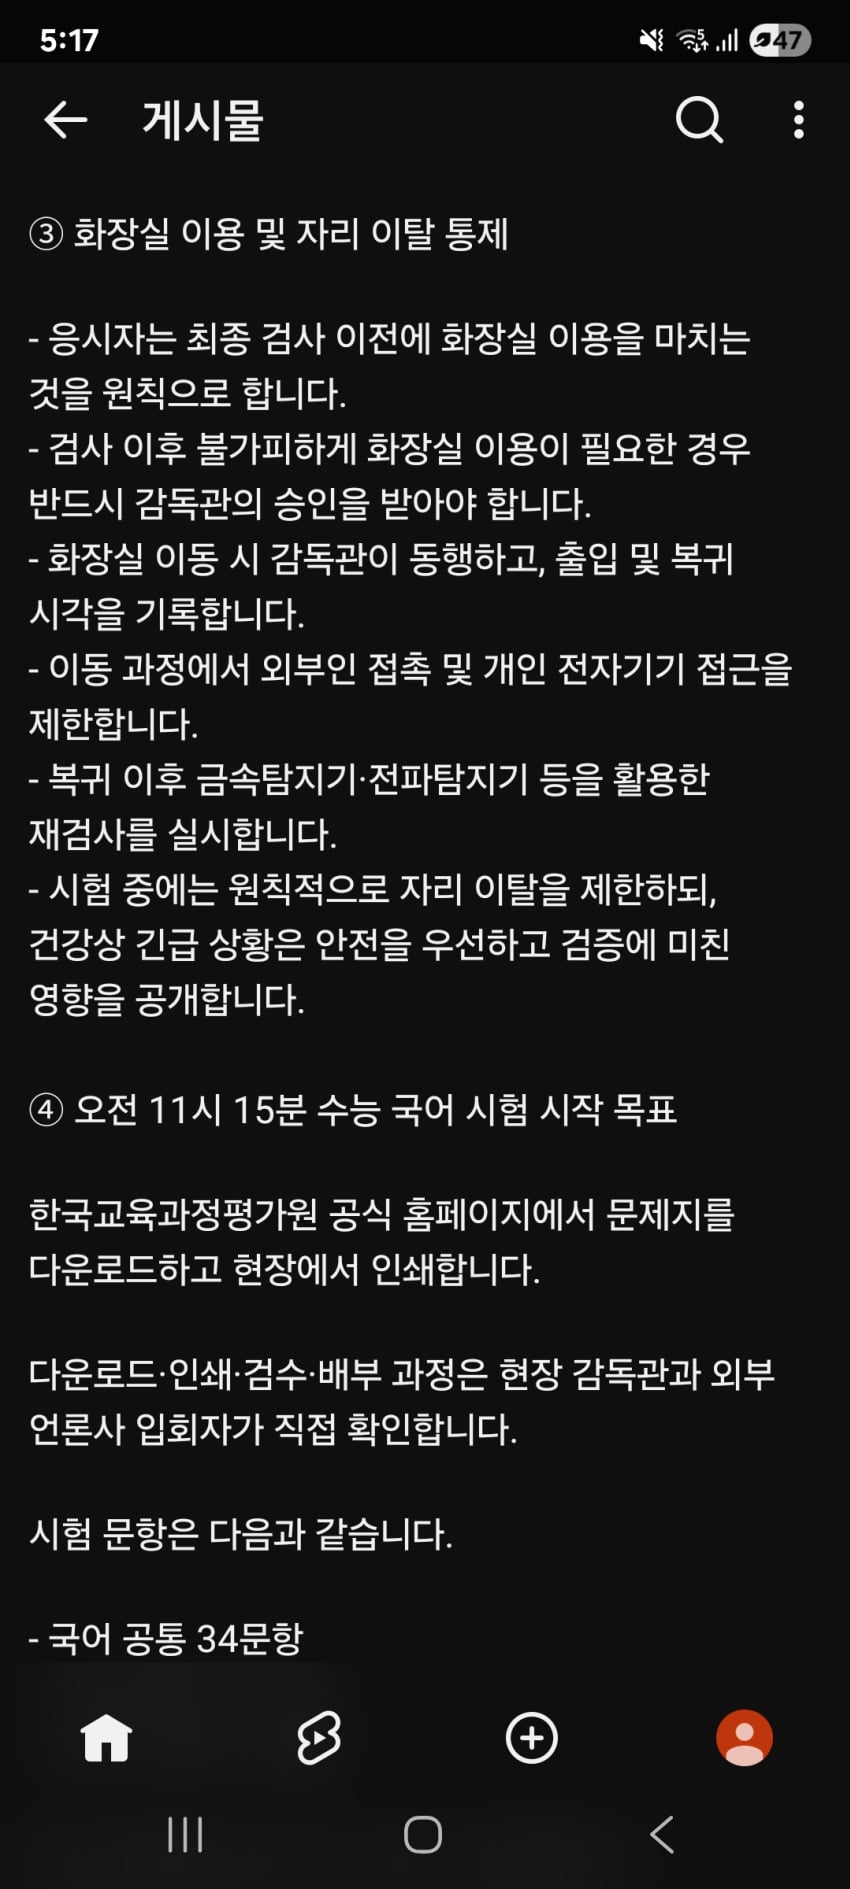 5:17
5
47
게시물
③ 화장실 이용 및 자리 이탈 통제
- 응시자는 최종 검사 이전에 화장실 이용을 마치는
것을 원칙으로 합니다.
- 검사 이후 불가피하게 화장실 이용이 필요한 경우
반드시 감독관의 승인을 받아야 합니다.
- 화장실 이동 시 감독관이 동행하고, 출입 및 복귀
시각을 기록합니다.
- 이동 과정에서 외부인 접촉 및 개인 전자기기 접근을
제한합니다.
- 복귀 이후 금속탐지기·전파탐지기 등을 활용한
재검사를 실시합니다.
- 시험 중에는 원칙적으로 자리 이탈을 제한하되,
건강상 긴급 상황은 안전을 우선하고 검증에 미친
영향을 공개합니다.
④ 오전 11시 15분 수능 국어 시험 시작 목표
한국교육과정평가원 공식 홈페이지에서 문제지를
다운로드하고 현장에서 인쇄합니다.
다운로드·인쇄·검수·배부 과정은 현장 감독관과 외부
언론사 입회자가 직접 확인합니다.
시험 문항은 다음과 같습니다.
- 국어 공통 34문항